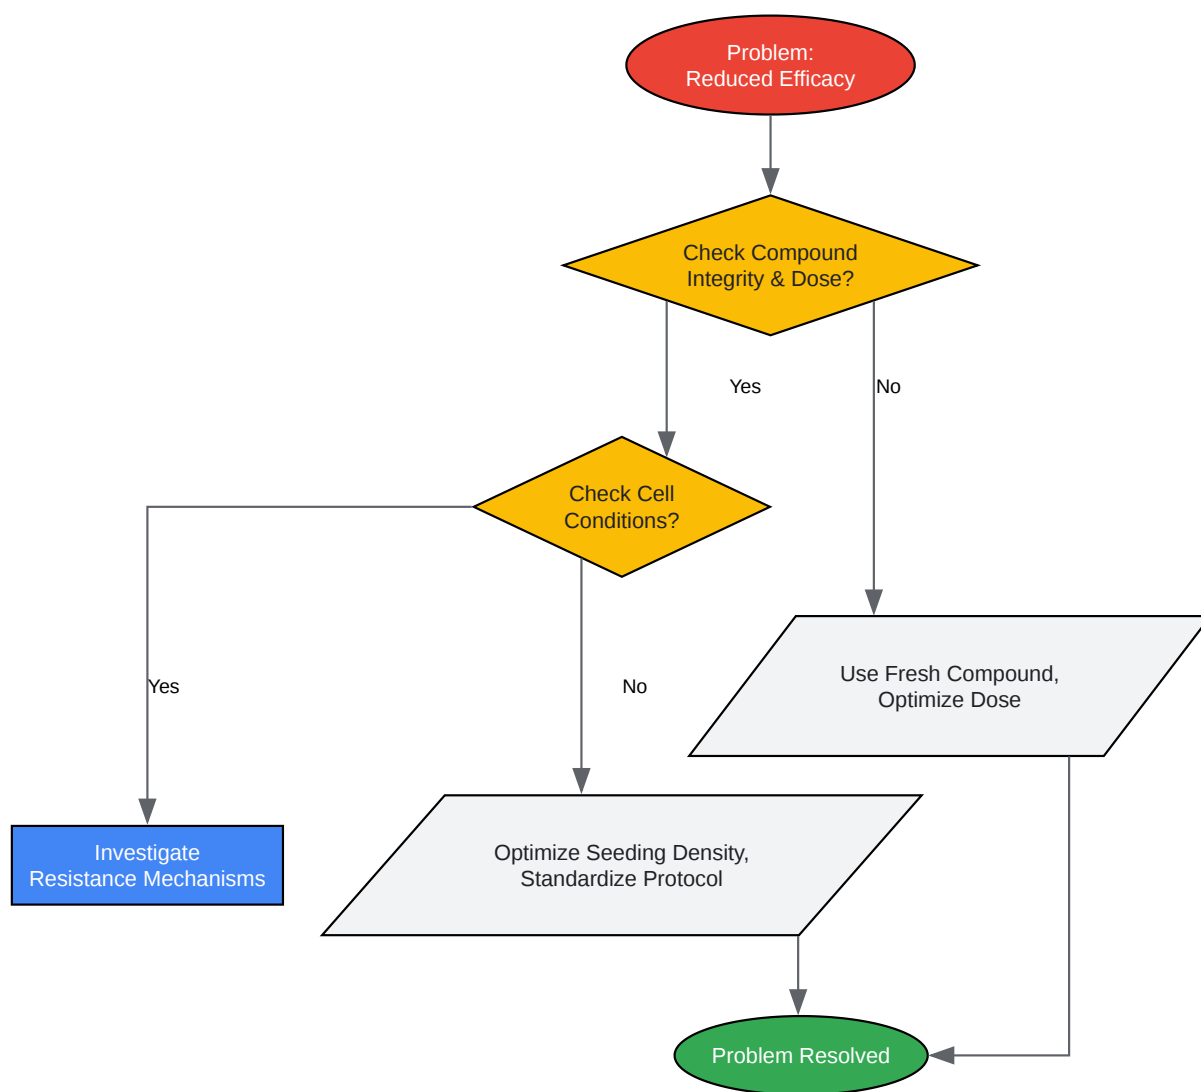 Problem:
Reduced Efficacy
Check Compound
Integrity & Dose?
Yes
No
Check Cell
Conditions?
Yes
No
Use Fresh Compound,
Optimize Dose
Investigate
Resistance Mechanisms
Optimize Seeding Density,
Standardize Protocol
Problem Resolved